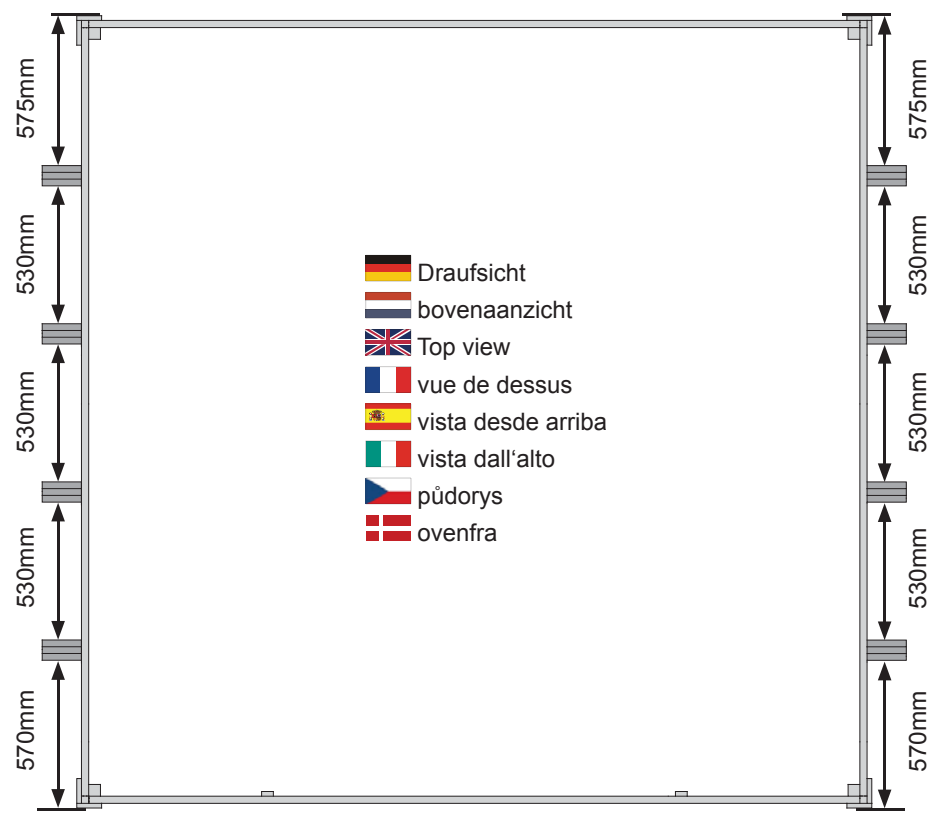 575mm
530mm
530mm
530mm
570mm
Draufsicht
bovenaanzicht
Top view
vue de dessus
vista desde arriba
vista dall‘alto
půdorys
ovenfra
575mm
530mm
530mm
530mm
570mm